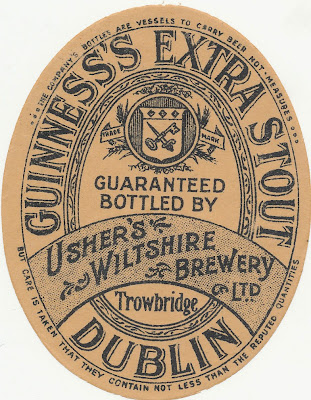 ...THE COMPANY'S BOTTLES ARE VESSELS TO CARRY BEER NOT MEASURES...
GUINNESS'S EXTRA STOUT
TRADE MARK
GUARANTEED
BOTTLED BY
USHER'S
WILTSHIRE
BREWERY
LTD.
Trowbridge
DUBLIN
BUT CARE IS TAKEN THAT THEY CONTAIN NOT LESS THAN THE REPUTED QUANTITIES